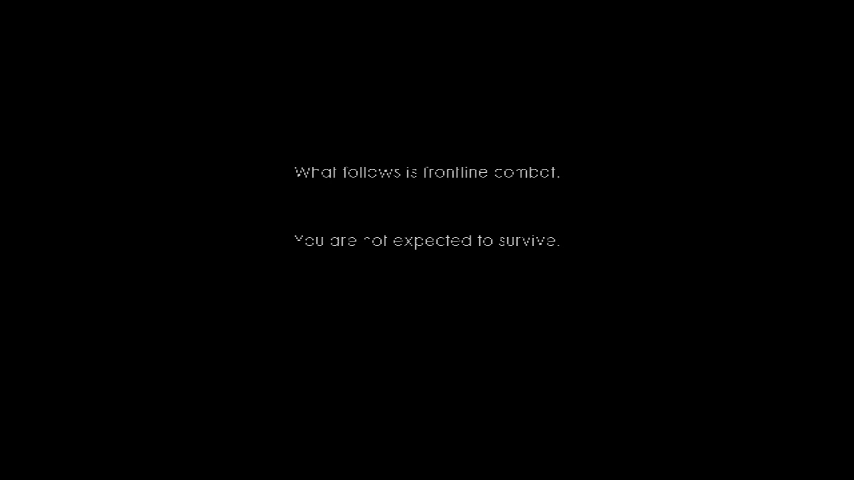 What follows is frontline combat.
You are not expected to survive.